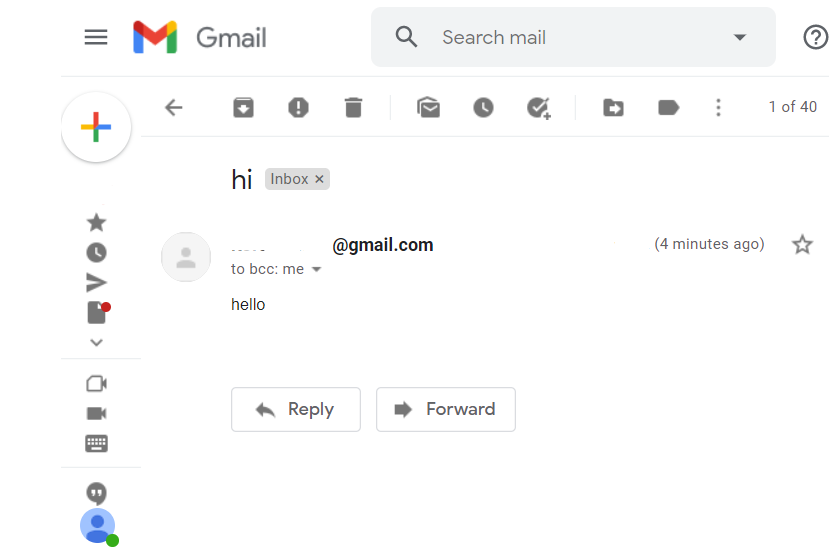 Gmail
Search mail
1 of 40
hi Inbox ×
@gmail.com (4 minutes ago)
to bcc: me
hello
Reply Forward